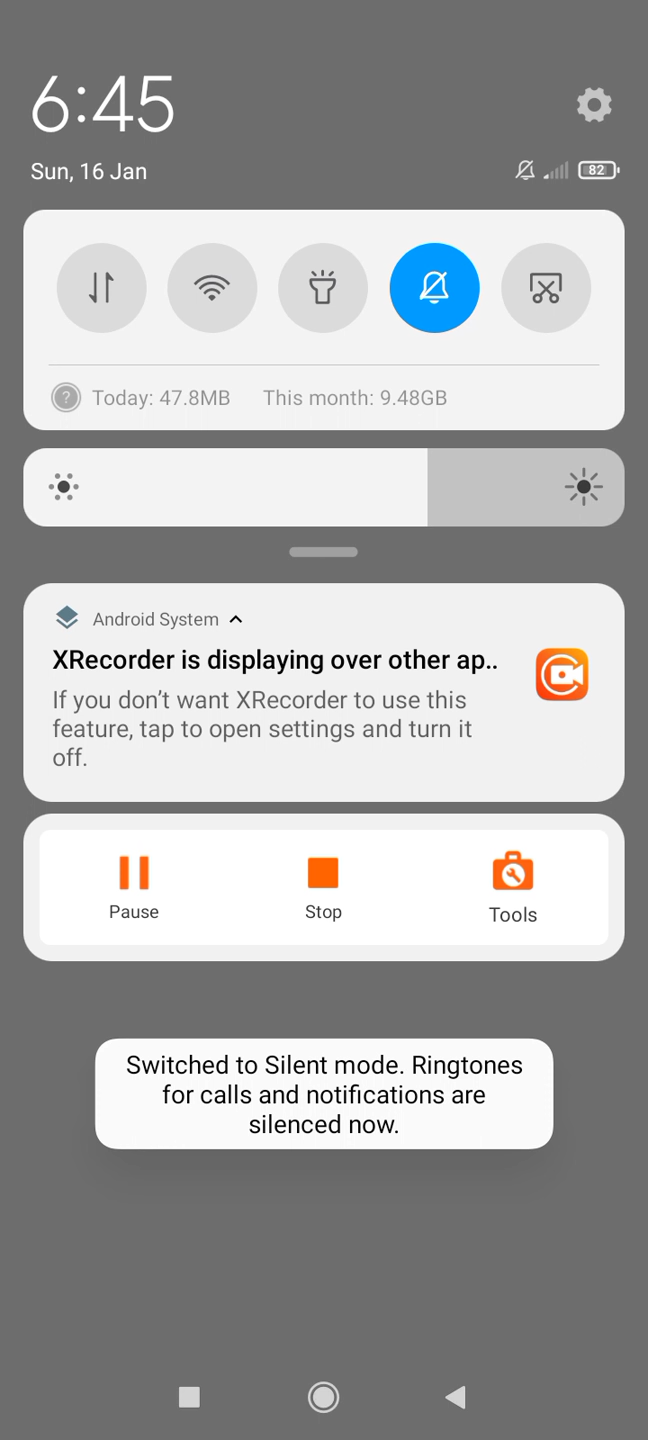 6:45
Sun, 16 Jan
82
? Today: 47.8MB This month: 9.48GB
Android System
XRecorder is displaying over other ap..
If you don’t want XRecorder to use this
feature, tap to open settings and turn it
off.
Pause Stop Tools
Switched to Silent mode. Ringtones
for calls and notifications are
silenced now.